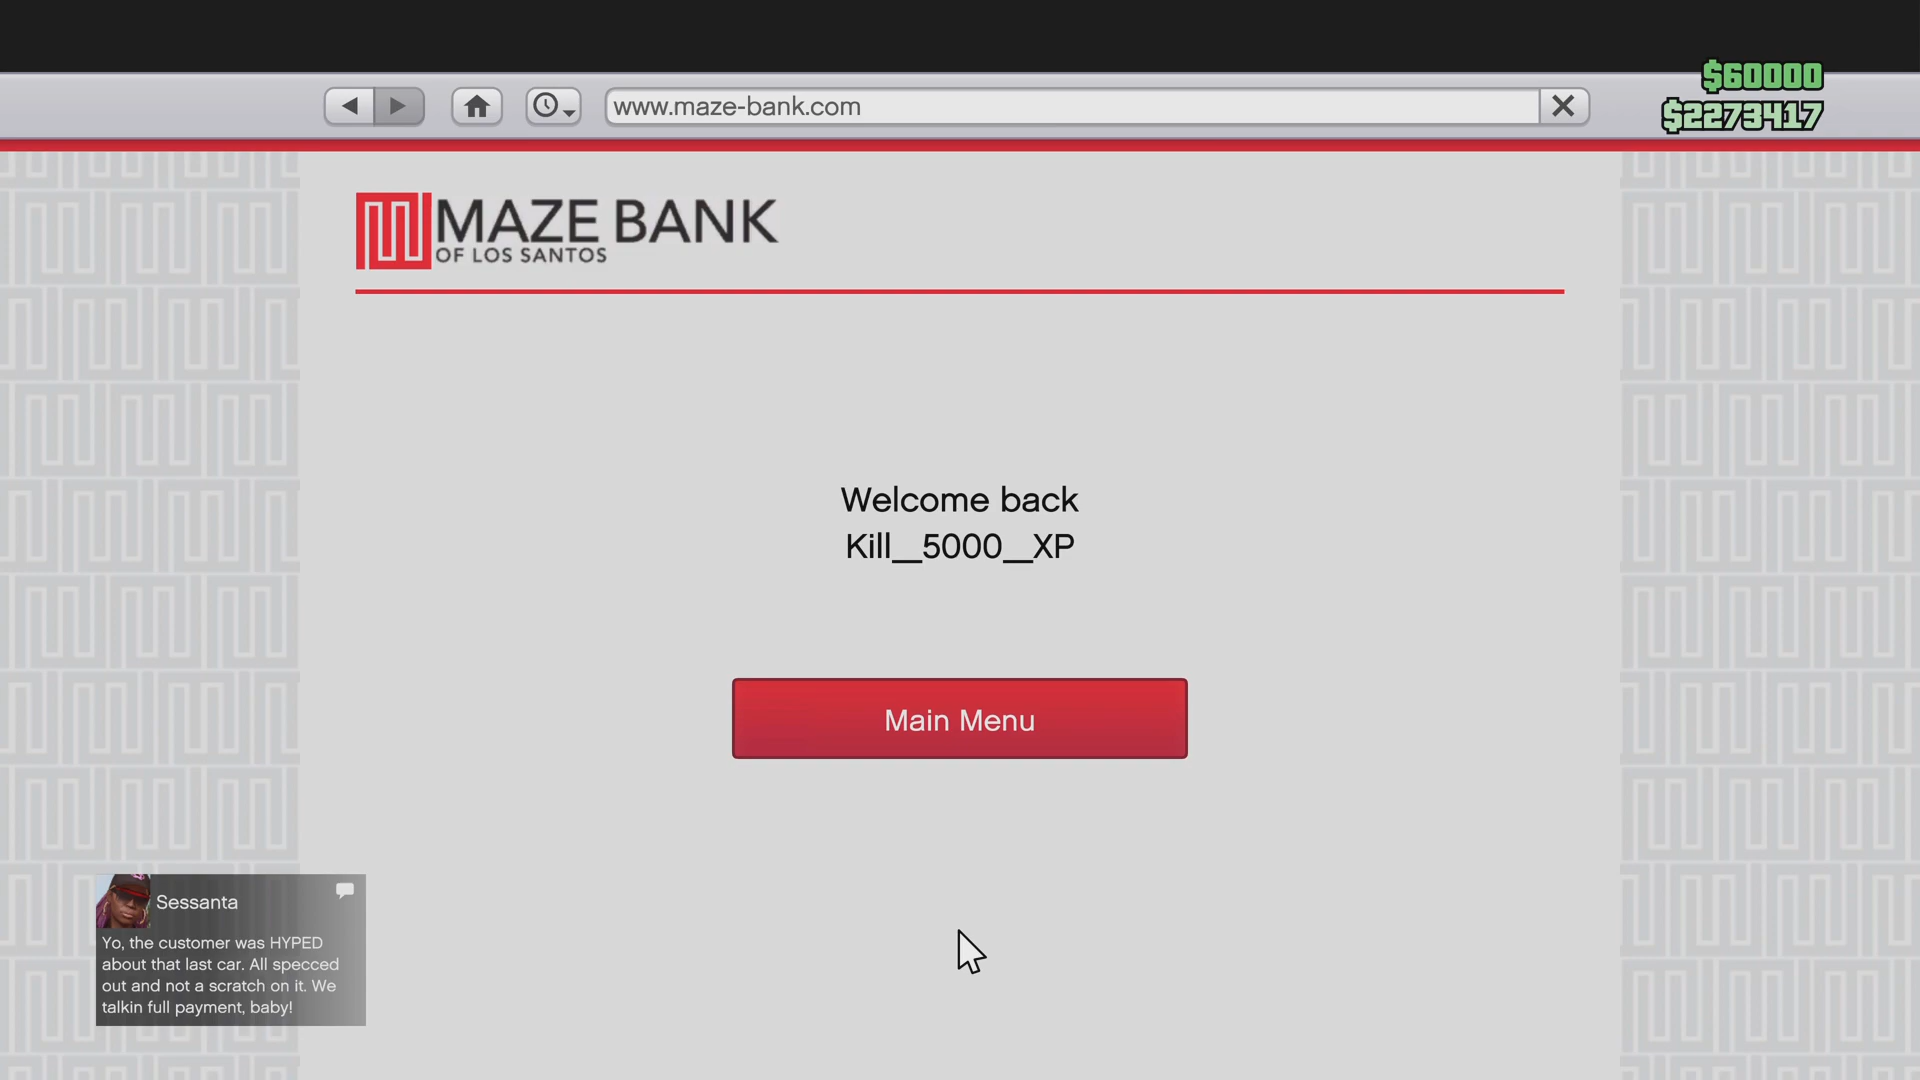 $60000
www.maze-bank.com
$2273417
MAZE BANK
OF LOS SANTOS
Welcome back
Kill__5000__XP
Main Menu
Sessanta
Yo, the customer was HYPED
about that last car. All specced
out and not a scratch on it. We
talkin full payment, baby!